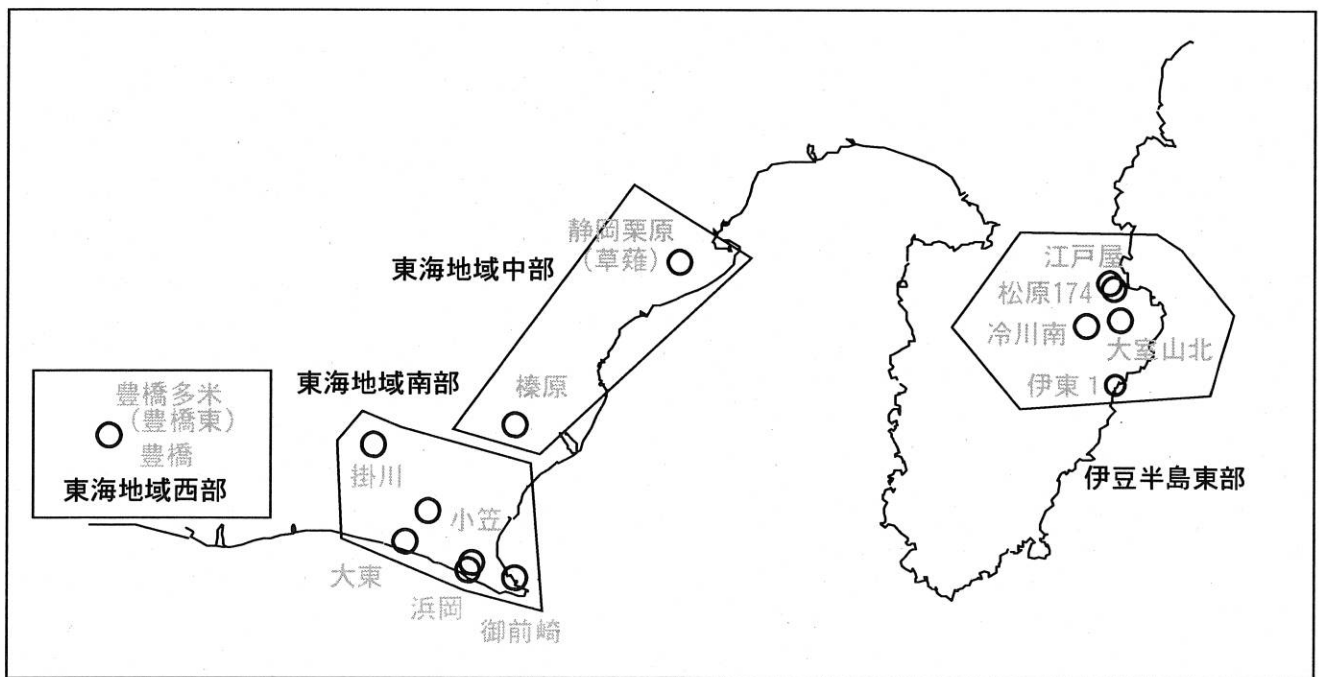 静岡栗原
（草薙）
東海地域中部
江戸屋
松原174
冷川南
大室山北
伊東１
伊豆半島東部
東海地域南部
榛原
豊橋多米
（豊橋東）
豊橋
東海地域西部
掛川
小笠
大東
浜岡
御前崎